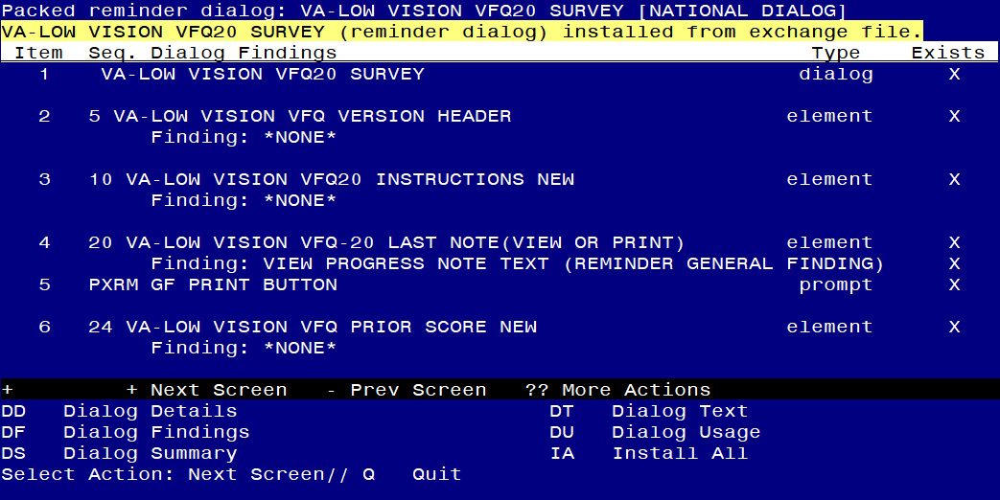 Packed reminder dialog: VA-LOW VISION VFQ20 SURVEY [NATIONAL DIALOG]
VA-LOW VISION VFQ20 SURVEY (reminder dialog) installed from exchange file.
Item  Seq. Dialog Findings  Type  Exists
1  VA-LOW VISION VFQ20 SURVEY  dialog  X
2  5 VA-LOW VISION VFQ VERSION HEADER  element  X
Finding: *NONE*
3  10 VA-LOW VISION VFQ20 INSTRUCTIONS NEW  element  X
Finding: *NONE*
4  20 VA-LOW VISION VFQ-20 LAST NOTE(VIEW OR PRINT)  element  X
Finding: VIEW PROGRESS NOTE TEXT (REMINDER GENERAL FINDING)  X
5  PXRM GF PRINT BUTTON  prompt  X
6  24 VA-LOW VISION VFQ PRIOR SCORE NEW  element  X
Finding: *NONE*
+  + Next Screen  - Prev Screen  ?? More Actions
DD  Dialog Details  DT  Dialog Text
DF  Dialog Findings  DU  Dialog Usage
DS  Dialog Summary  IA  Install All
Select Action: Next Screen// Q  Quit